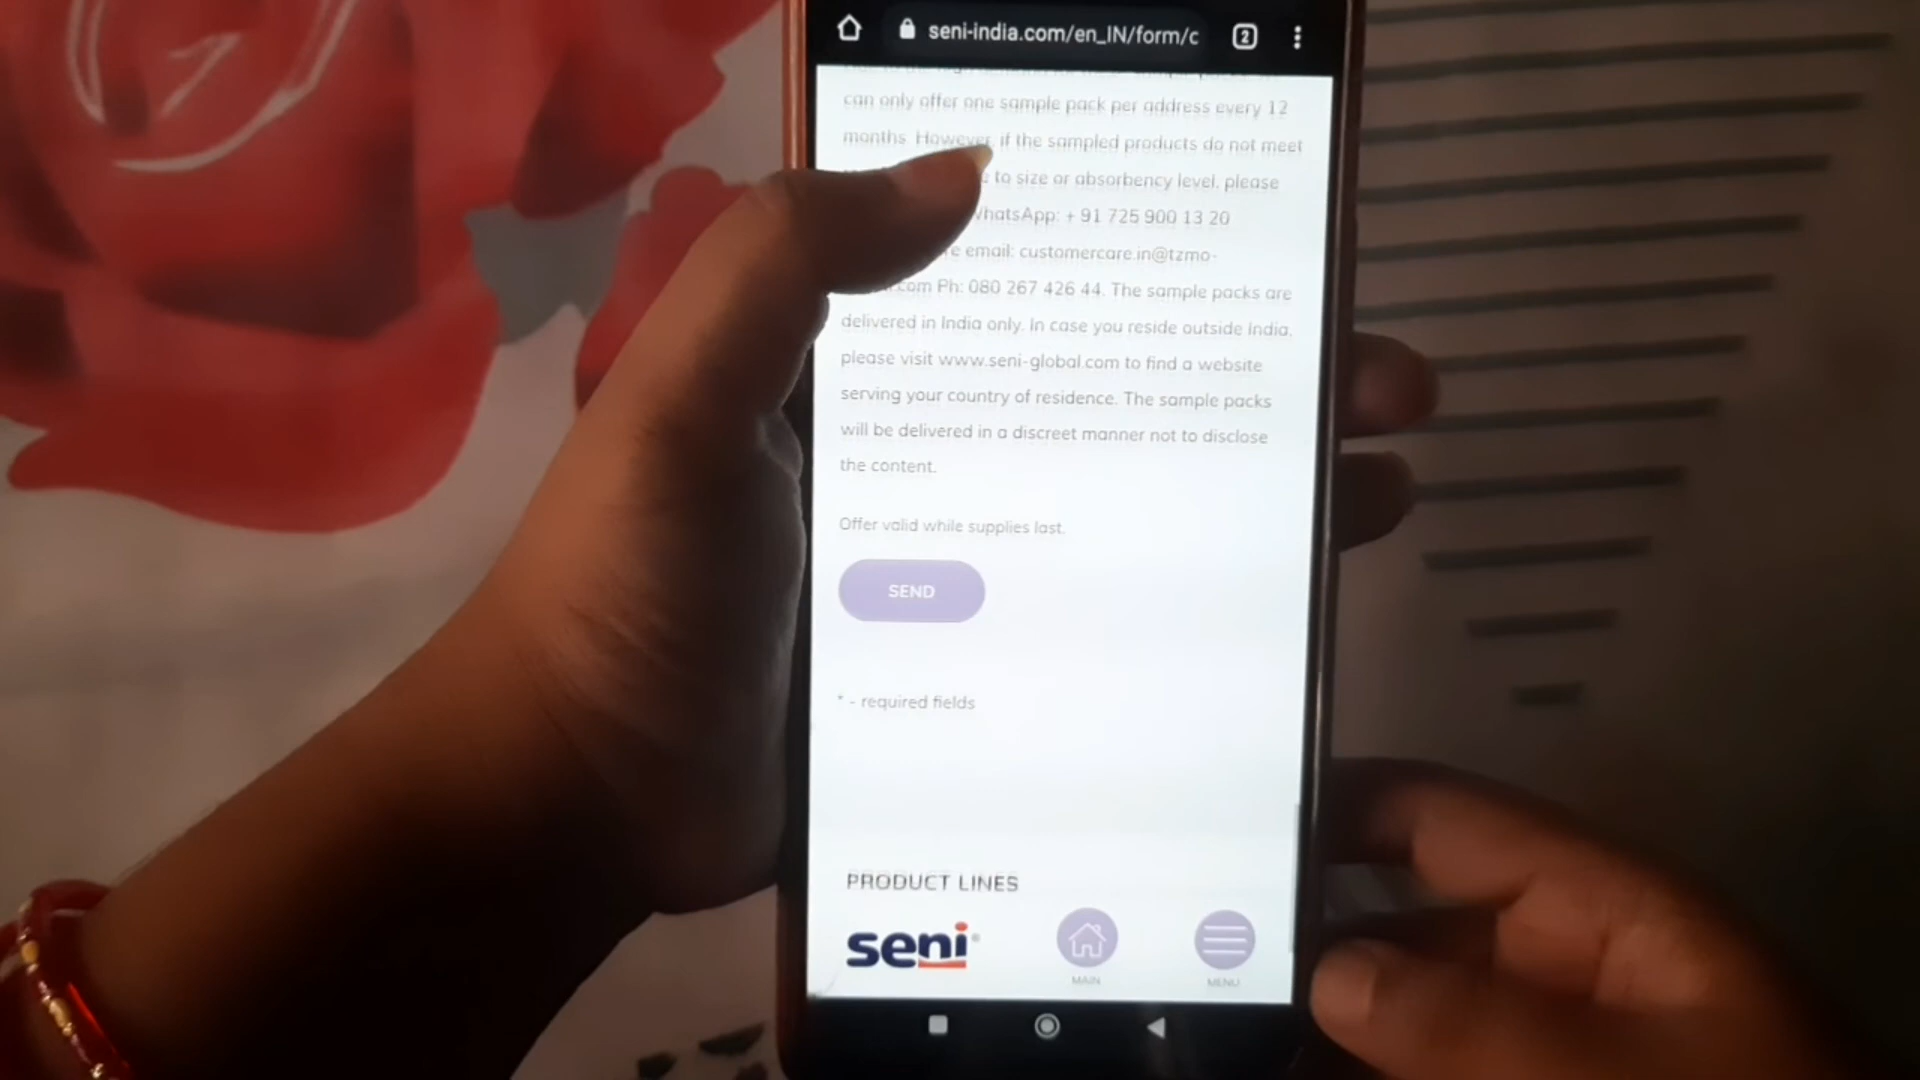 seni-india.com/en_IN/form/c
2
can only offer one sample pack per address every 12
months. However, if the sampled products do not meet
to size or absorbency level, please
WhatsApp: + 91 725 900 13 20
email: customercare.in@tzmo-
.com Ph: 080 267 426 44. The sample packs are
delivered in India only. In case you reside outside India,
please visit www.seni-global.com to find a website
serving your country of residence. The sample packs
will be delivered in a discreet manner not to disclose
the content.
Offer valid while supplies last.
SEND
* - required fields
PRODUCT LINES
seni
MAIN
MENU